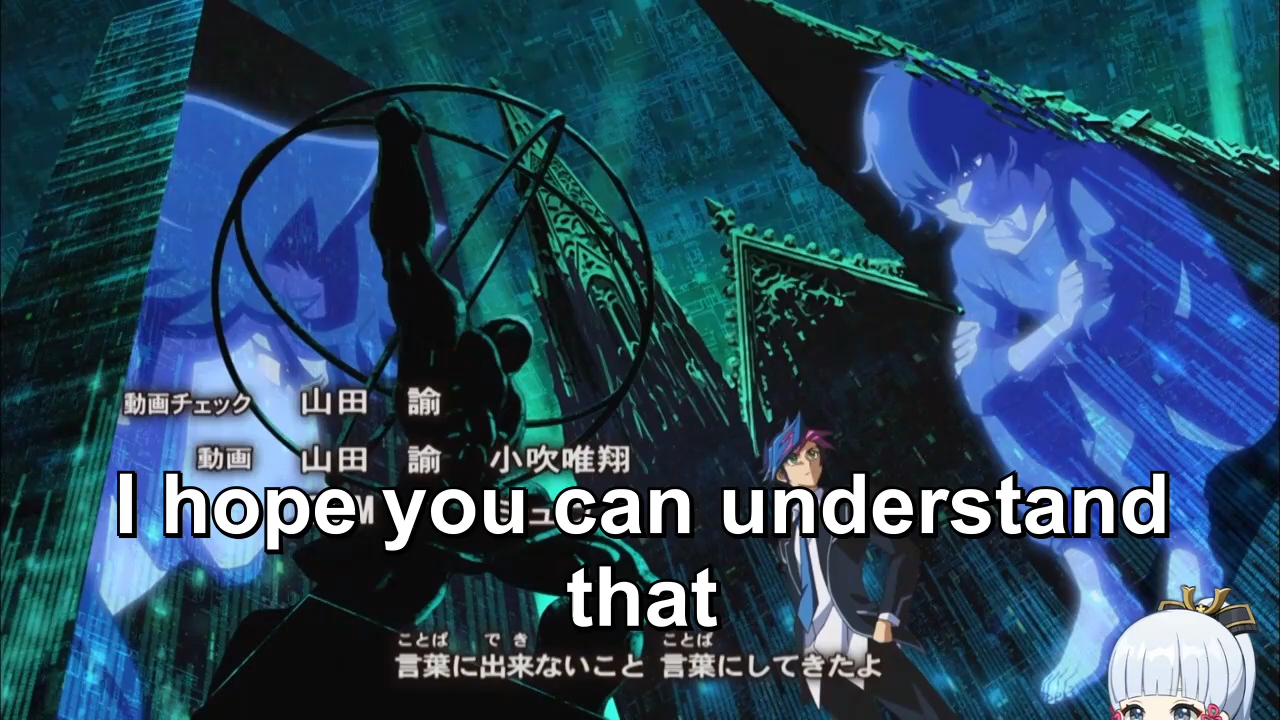 動画チェック 山田 諭
動画 山田 諭 小吹唯翔
I hope you can understand
that
ことば でき ことば
言葉に出来ないこと 言葉にしてきたよ